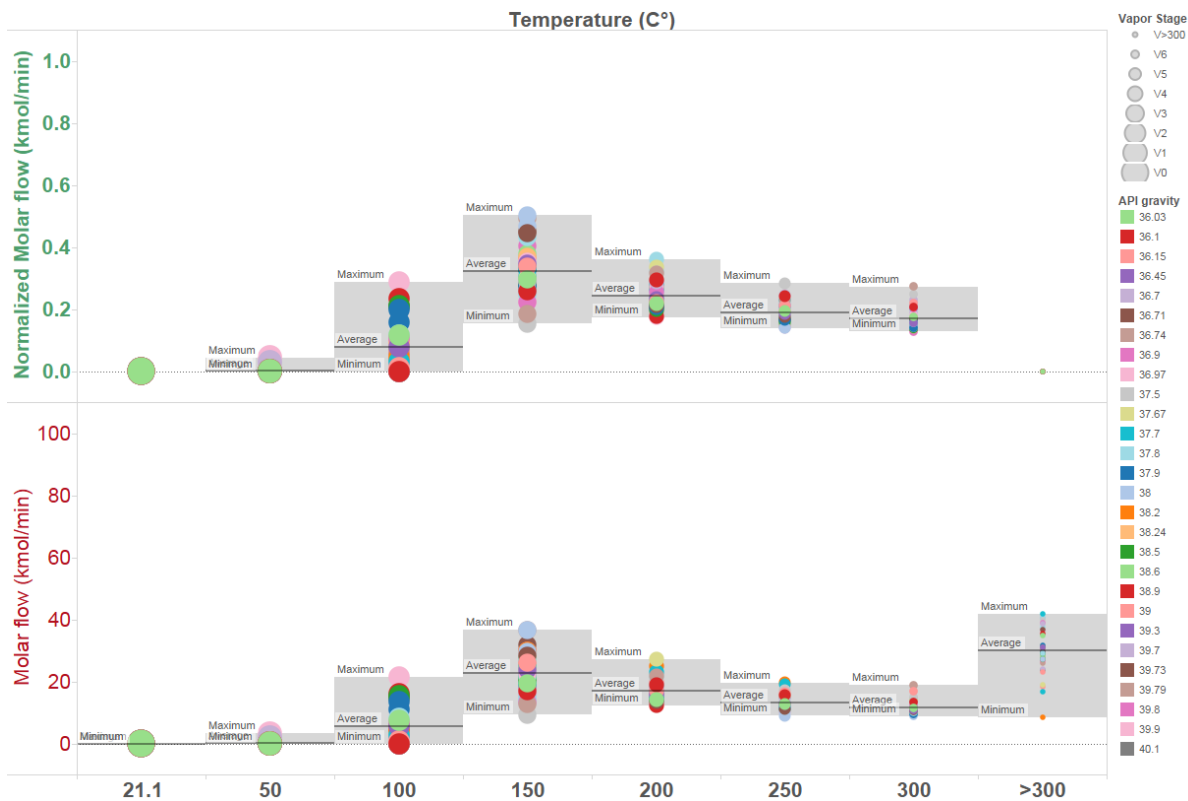 Temperature (C°)
Normalized Molar flow (kmol/min)
1.0
0.8
0.6
0.4
0.2
0.0
Minimum
Maximum
Minimum
Maximum
Average
Minimum
Maximum
Average
Minimum
Maximum
Average
Minimum
Maximum
Average
Minimum
Maximum
Average
Minimum
Molar flow (kmol/min)
100
80
60
40
20
0
Minimum
Maximum
Minimum
Maximum
Average
Minimum
Maximum
Average
Minimum
Maximum
Average
Minimum
Maximum
Average
Minimum
Maximum
Average
Minimum
Maximum
Average
Minimum
21.1
50
100
150
200
250
300
>300
Vapor Stage
V>300
V6
V5
V4
V3
V2
V1
V0
API gravity
36.03
36.1
36.15
36.45
36.7
36.71
36.74
36.9
36.97
37.5
37.67
37.7
37.8
37.9
38
38.2
38.24
38.5
38.6
38.9
39
39.3
39.7
39.73
39.79
39.8
39.9
40.1